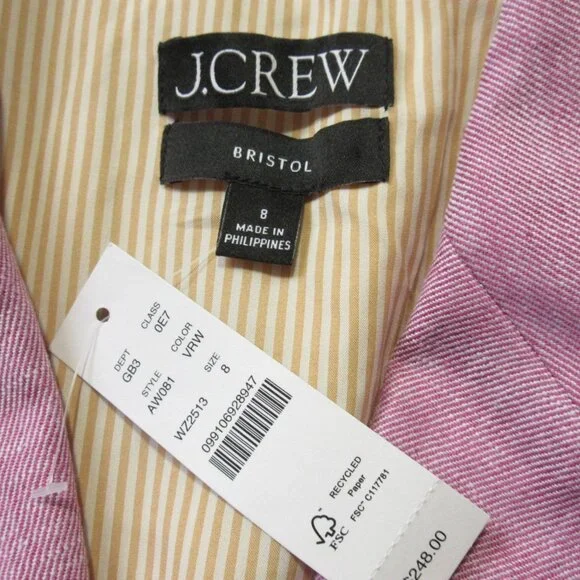 J.CREW
BRISTOL
8
MADE IN
PHILIPPINES
DEPT
GB3
CLASS
0E7
STYLE
AW081
COLOR
VRW
SIZE
8
WZ2513
099106928947
RECYCLED
Paper
FSC™ C117781
FSC
248.00